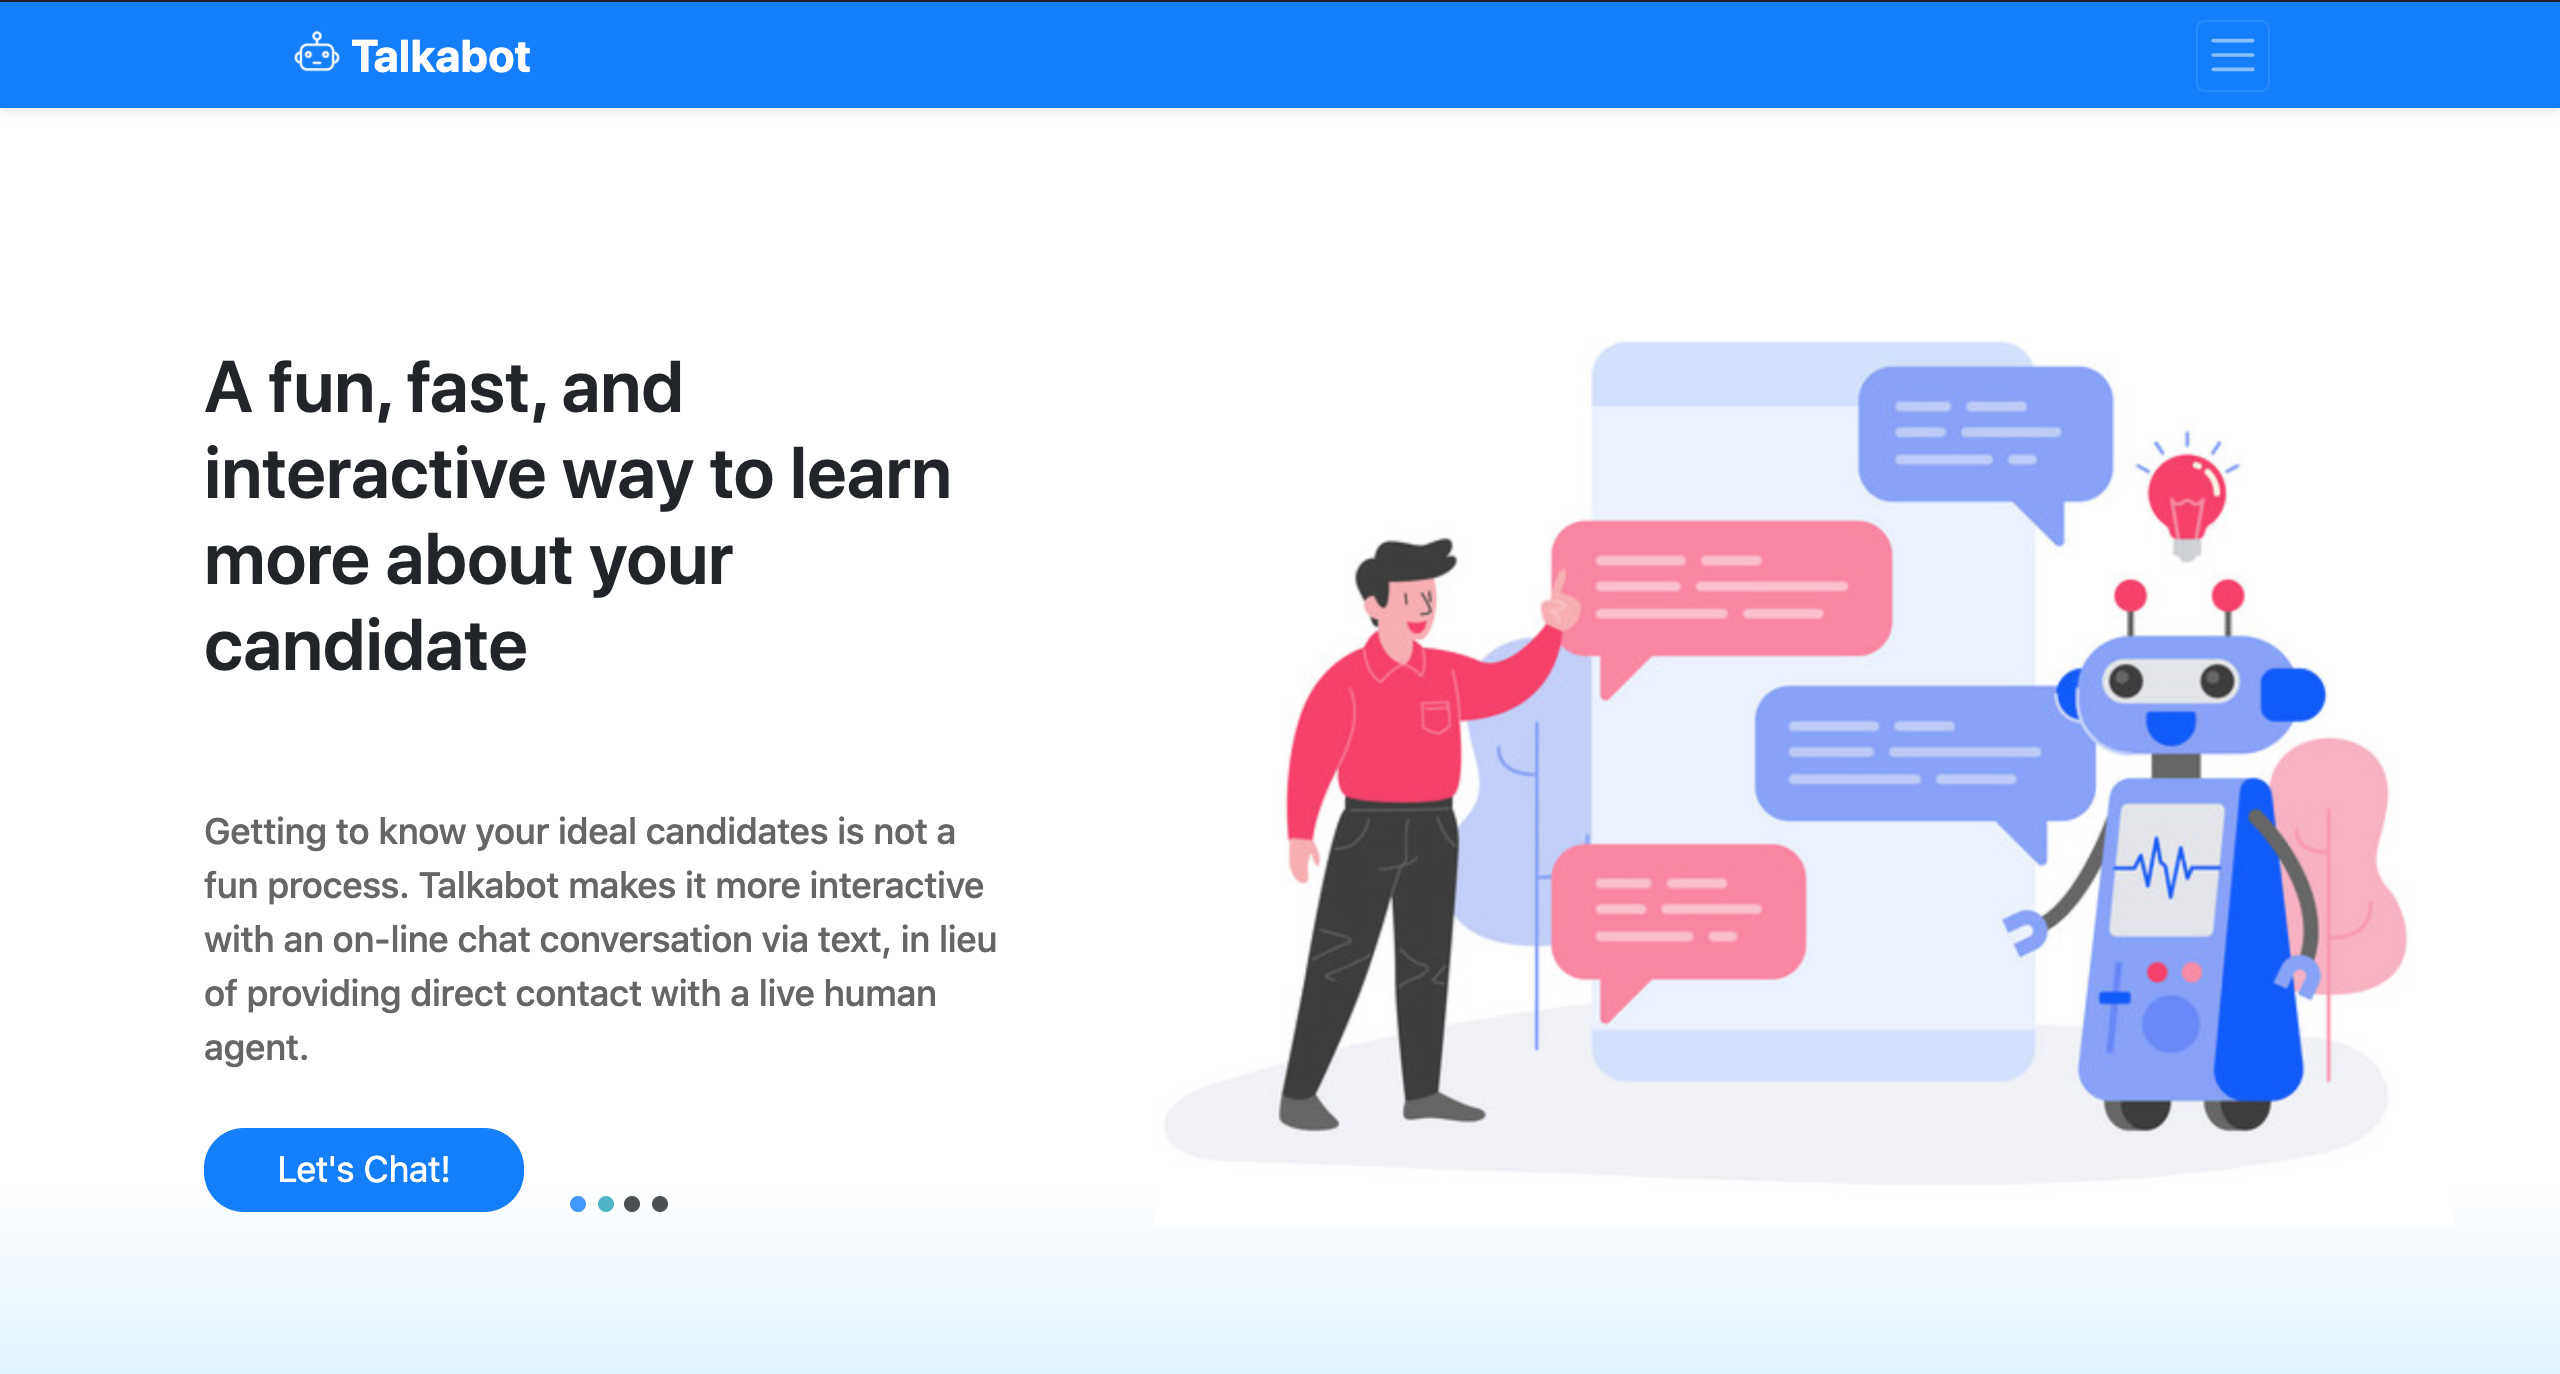 Talkabot
A fun, fast, and
interactive way to learn
more about your
candidate
Getting to know your ideal candidates is not a
fun process. Talkabot makes it more interactive
with an on-line chat conversation via text, in lieu
of providing direct contact with a live human
agent.
Let's Chat!